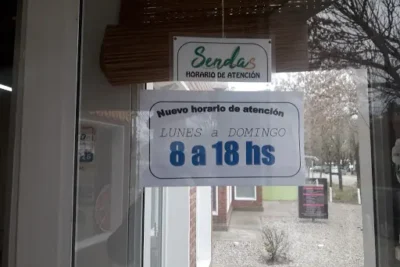 Sendas
HORARIO DE ATENCIÓN
Nuevo horario de atención
LUNES a DOMINGO
8 a 18 hs